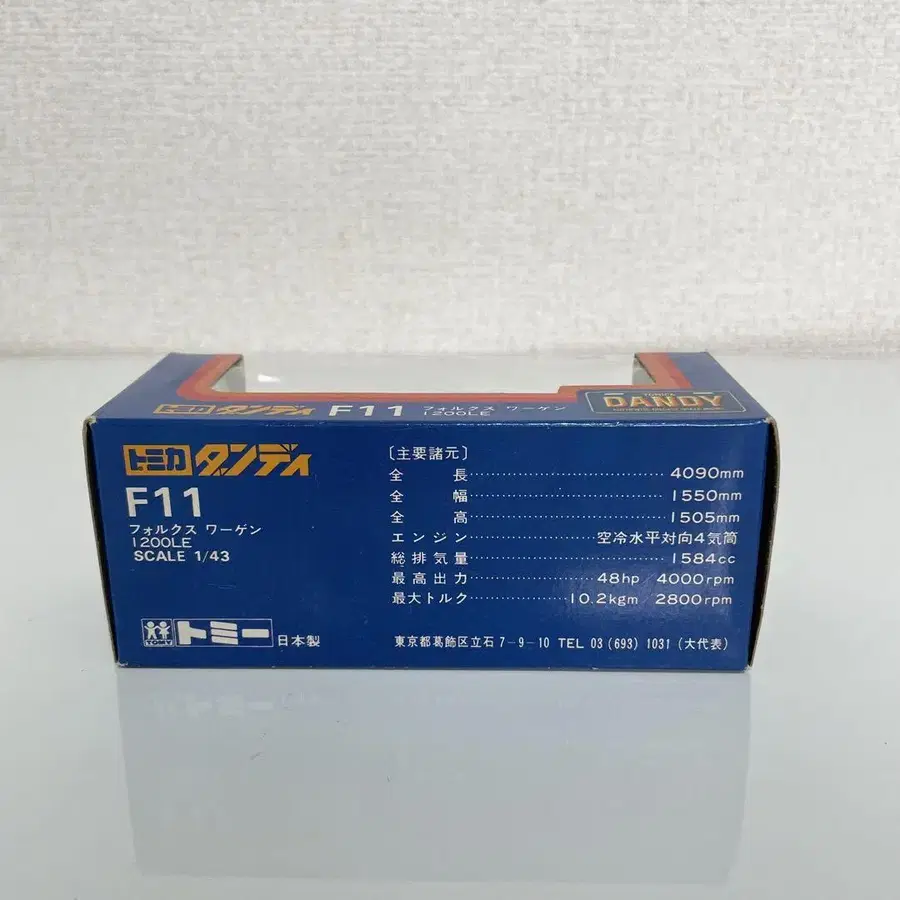 トミカ ダンディ F11 フォルクス ワーゲン
1200LE
DANDY
トミカ ダンディ
F11
フォルクス ワーゲン
1200LE
SCALE 1/43
〔主要諸元〕
全長 4090mm
全幅 1550mm
全高 1505mm
エンジン 空冷水平対向4気筒
総排気量 1584cc
最高出力 48hp 4000rpm
最大トルク 10.2kgm 2800rpm
TOMY トミー 日本製
東京都葛飾区立石7-9-10 TEL 03(693)1031(大代表)